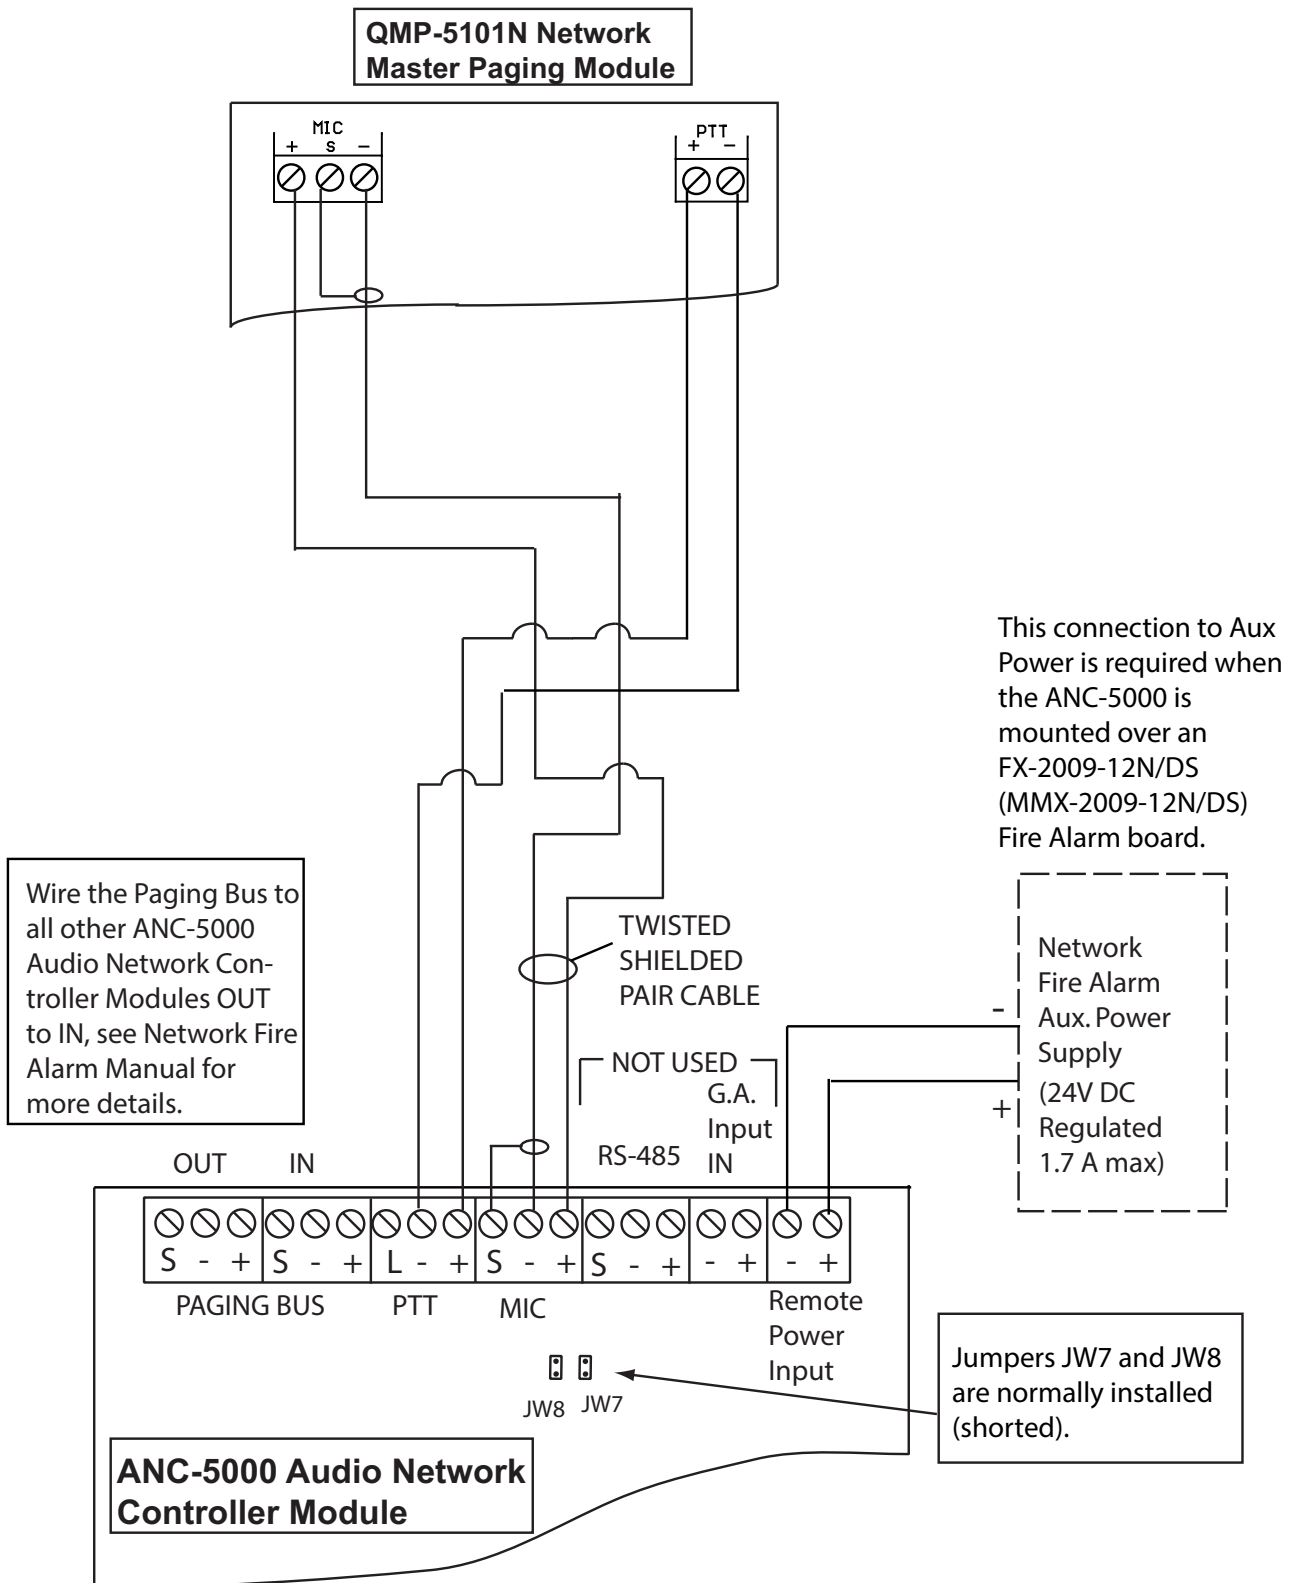 QMP-5101N Network
Master Paging Module
MIC
+ S -
PTT
+ -
This connection to Aux
Power is required when
the ANC-5000 is
mounted over an
FX-2009-12N/DS
(MMX-2009-12N/DS)
Fire Alarm board.
Wire the Paging Bus to
all other ANC-5000
Audio Network Con-
troller Modules OUT
to IN, see Network Fire
Alarm Manual for
more details.
TWISTED
SHIELDED
PAIR CABLE
-
+
Network
Fire Alarm
Aux. Power
Supply
(24V DC
Regulated
1.7 A max)
NOT USED
RS-485
G.A.
Input
IN
OUT IN
S - + S - + L - + S - + S - + - + - +
PAGING BUS PTT MIC
Remote
Power
Input
JW8 JW7
Jumpers JW7 and JW8
are normally installed
(shorted).
ANC-5000 Audio Network
Controller Module